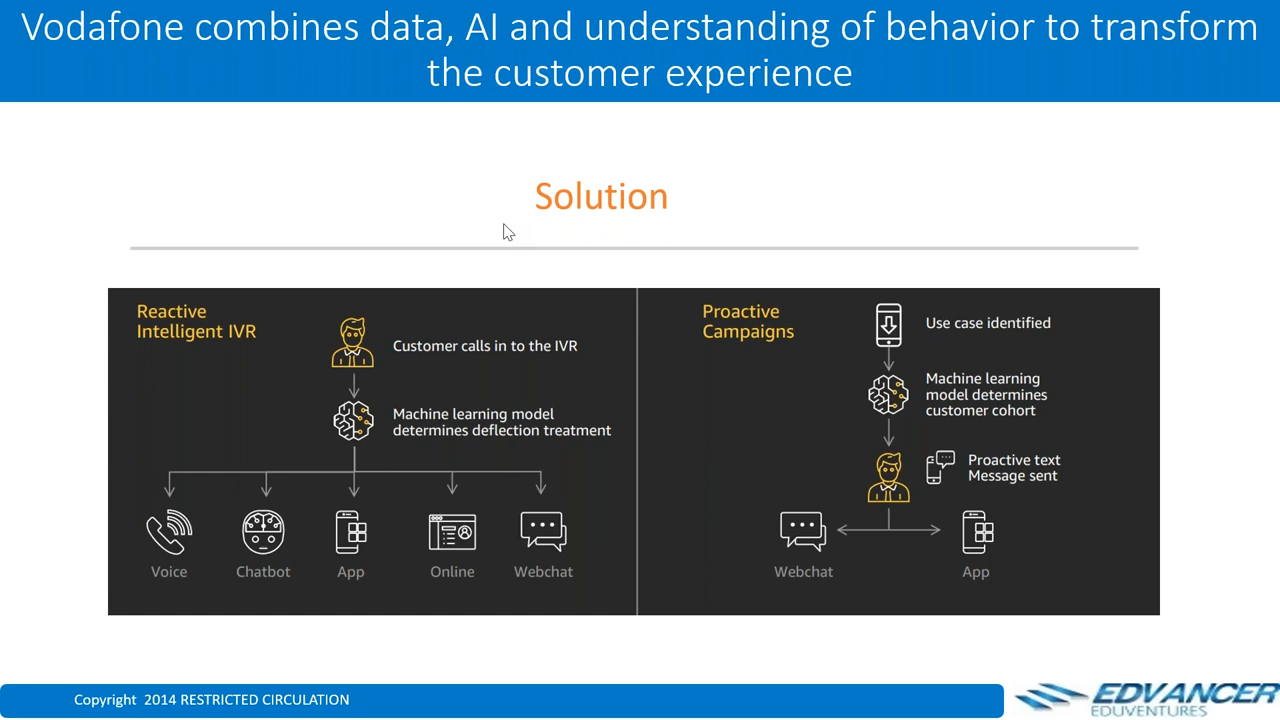 Vodafone combines data, AI and understanding of behavior to transform
the customer experience
Solution
Reactive
Intelligent IVR
Customer calls in to the IVR
Machine learning model
determines deflection treatment
Voice
Chatbot
App
Online
Webchat
Proactive
Campaigns
Use case identified
Machine learning
model determines
customer cohort
Proactive text
Message sent
Webchat
App
Copyright 2014 RESTRICTED CIRCULATION
EDVANCER
EDUVENTURES